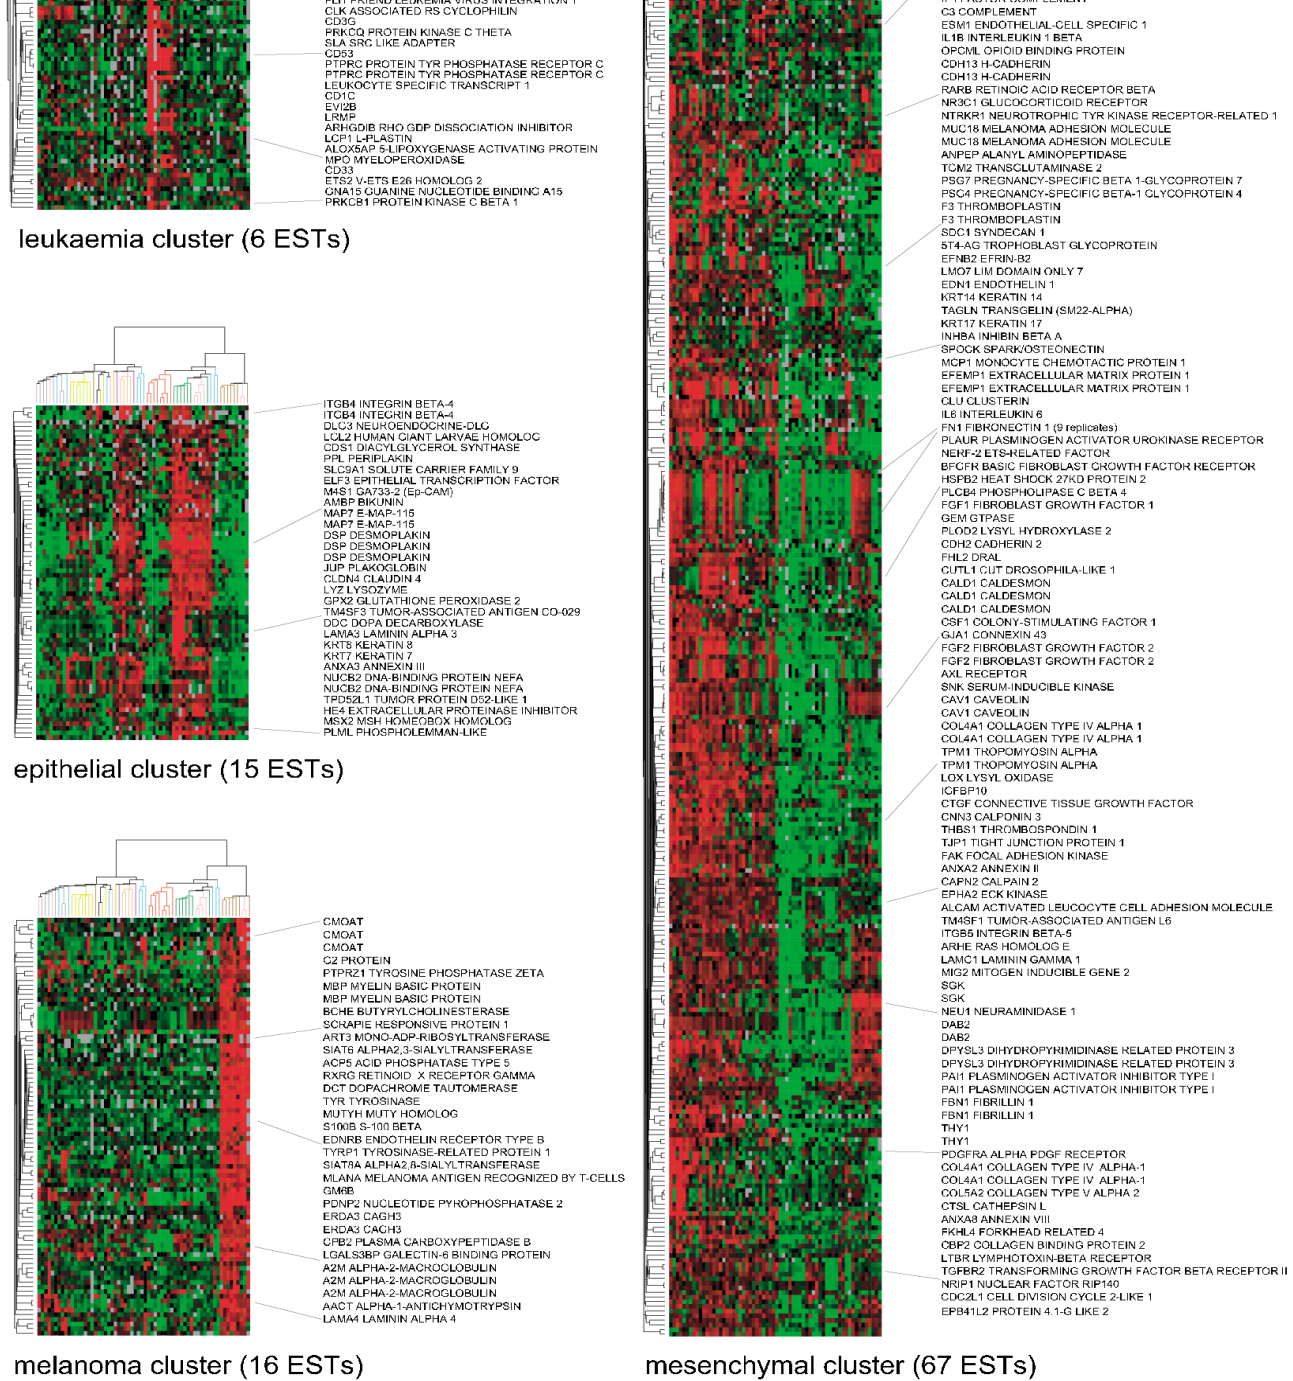 CLK ASSOCIATED RS CYCLOPHILIN
CD3G
PRKCQ PROTEIN KINASE C THETA
SLA SRC LIKE ADAPTER
CD53
PTPRC PROTEIN TYR PHOSPHATASE RECEPTOR C
PTPRC PROTEIN TYR PHOSPHATASE RECEPTOR C
LEUKOCYTE SPECIFIC TRANSCRIPT 1
CD1C
EVI2B
LRMP
ARHGDIB RHO GDP DISSOCIATION INHIBITOR
LCP1 L-PLASTIN
ALOX5AP 5-LIPOXYGENASE ACTIVATING PROTEIN
MPO MYELOPEROXIDASE
CD33
ETS2 V-ETS E26 HOMOLOG 2
GNA15 GUANINE NUCLEOTIDE BINDING A15
PRKCB1 PROTEIN KINASE C BETA 1
leukaemia cluster (6 ESTs)
ITGB4 INTEGRIN BETA-4
ITGB4 INTEGRIN BETA-4
DLG3 NEUROENDOCRINE-DLG
LGL2 HUMAN GIANT LARVAE HOMOLOG
CDS1 DIACYLGLYCEROL SYNTHASE
PPL PERIPLAKIN
SLC9A1 SOLUTE CARRIER FAMILY 9
ELF3 EPITHELIAL TRANSCRIPTION FACTOR
M4S1 GA733-2 (Ep-CAM)
AMBP BIKUNIN
MAP7 E-MAP-115
MAP7 E-MAP-115
DSP DESMOPLAKIN
DSP DESMOPLAKIN
DSP DESMOPLAKIN
JUP PLAKOGLOBIN
CLDN4 CLAUDIN 4
LYZ LYSOZYME
GPX2 GLUTATHIONE PEROXIDASE 2
TM4SF3 TUMOR-ASSOCIATED ANTIGEN CO-029
DDC DOPA DECARBOXYLASE
LAMA3 LAMININ ALPHA 3
KRT8 KERATIN 8
KRT7 KERATIN 7
ANXA3 ANNEXIN III
NUCB2 DNA-BINDING PROTEIN NEFA
NUCB2 DNA-BINDING PROTEIN NEFA
TPD52L1 TUMOR PROTEIN D52-LIKE 1
HE4 EXTRACELLULAR PROTEINASE INHIBITOR
MSX2 MSH HOMEOBOX HOMOLOG
PLML PHOSPHOLEMMAN-LIKE
epithelial cluster (15 ESTs)
CMOAT
CMOAT
CMOAT
G2 PROTEIN
PTPRZ1 TYROSINE PHOSPHATASE ZETA
MBP MYELIN BASIC PROTEIN
MBP MYELIN BASIC PROTEIN
BCHE BUTYRYLCHOLINESTERASE
SCRAPIE RESPONSIVE PROTEIN 1
ART3 MONO-ADP-RIBOSYLTRANSFERASE
SIAT6 ALPHA2,3-SIALYLTRANSFERASE
ACP5 ACID PHOSPHATASE TYPE 5
RXRG RETINOID X RECEPTOR GAMMA
DCT DOPACHROME TAUTOMERASE
TYR TYROSINASE
MUTYH MUTY HOMOLOG
S100B S-100 BETA
EDNRB ENDOTHELIN RECEPTOR TYPE B
TYRP1 TYROSINASE-RELATED PROTEIN 1
SIAT8A ALPHA2,8-SIALYLTRANSFERASE
MLANA MELANOMA ANTIGEN RECOGNIZED BY T-CELLS
GM6B
PDNP2 NUCLEOTIDE PYROPHOSPHATASE 2
ERDA3 CAGH3
ERDA3 CAGH3
CPB2 PLASMA CARBOXYPEPTIDASE B
LGALS3BP GALECTIN-6 BINDING PROTEIN
A2M ALPHA-2-MACROGLOBULIN
A2M ALPHA-2-MACROGLOBULIN
A2M ALPHA-2-MACROGLOBULIN
AACT ALPHA-1-ANTICHYMOTRYPSIN
LAMA4 LAMININ ALPHA 4
melanoma cluster (16 ESTs)
C3 COMPLEMENT
ESM1 ENDOTHELIAL-CELL SPECIFIC 1
IL1B INTERLEUKIN 1 BETA
OPCML OPIOID BINDING PROTEIN
CDH13 H-CADHERIN
CDH13 H-CADHERIN
RARB RETINOIC ACID RECEPTOR BETA
NR3C1 GLUCOCORTICOID RECEPTOR
NTRKR1 NEUROTROPHIC TYR KINASE RECEPTOR-RELATED 1
MUC18 MELANOMA ADHESION MOLECULE
MUC18 MELANOMA ADHESION MOLECULE
ANPEP ALANYL AMINOPEPTIDASE
TGM2 TRANSGLUTAMINASE 2
PSG7 PREGNANCY-SPECIFIC BETA 1-GLYCOPROTEIN 7
PSG4 PREGNANCY-SPECIFIC BETA-1 GLYCOPROTEIN 4
F3 THROMBOPLASTIN
F3 THROMBOPLASTIN
SDC1 SYNDECAN 1
5T4-AG TROPHOBLAST GLYCOPROTEIN
EFNB2 EFRIN-B2
LMO7 LIM DOMAIN ONLY 7
EDN1 ENDOTHELIN 1
KRT14 KERATIN 14
TAGLN TRANSGELIN (SM22-ALPHA)
KRT17 KERATIN 17
INHBA INHIBIN BETA A
SPOCK SPARK/OSTEONECTIN
MCP1 MONOCYTE CHEMOTACTIC PROTEIN 1
EFEMP1 EXTRACELLULAR MATRIX PROTEIN 1
EFEMP1 EXTRACELLULAR MATRIX PROTEIN 1
CLU CLUSTERIN
IL6 INTERLEUKIN 6
FN1 FIBRONECTIN 1 (9 replicates)
PLAUR PLASMINOGEN ACTIVATOR UROKINASE RECEPTOR
NERF-2 ETS-RELATED FACTOR
BFGFR BASIC FIBROBLAST GROWTH FACTOR RECEPTOR
HSPB2 HEAT SHOCK 27KD PROTEIN 2
PLCB4 PHOSPHOLIPASE C BETA 4
FGF1 FIBROBLAST GROWTH FACTOR 1
GEM GTPASE
PLOD2 LYSYL HYDROXYLASE 2
CDH2 CADHERIN 2
FHL2 DRAL
CUTL1 CUT DROSOPHILA-LIKE 1
CALD1 CALDESMON
CALD1 CALDESMON
CALD1 CALDESMON
CSF1 COLONY-STIMULATING FACTOR 1
GJA1 CONNEXIN 43
FGF2 FIBROBLAST GROWTH FACTOR 2
FGF2 FIBROBLAST GROWTH FACTOR 2
AXL RECEPTOR
SNK SERUM-INDUCIBLE KINASE
CAV1 CAVEOLIN
CAV1 CAVEOLIN
COL4A1 COLLAGEN TYPE IV ALPHA 1
COL4A1 COLLAGEN TYPE IV ALPHA 1
TPM1 TROPOMYOSIN ALPHA
TPM1 TROPOMYOSIN ALPHA
LOX LYSYL OXIDASE
IGFBP10
CTGF CONNECTIVE TISSUE GROWTH FACTOR
CNN3 CALPONIN 3
THBS1 THROMBOSPONDIN 1
TJP1 TIGHT JUNCTION PROTEIN 1
FAK FOCAL ADHESION KINASE
ANXA2 ANNEXIN II
CAPN2 CALPAIN 2
EPHA2 ECK KINASE
ALCAM ACTIVATED LEUCOCYTE CELL ADHESION MOLECULE
TM4SF1 TUMOR-ASSOCIATED ANTIGEN L6
ITGB5 INTEGRIN BETA-5
ARHE RAS HOMOLOG E
LAMC1 LAMININ GAMMA 1
MIG2 MITOGEN INDUCIBLE GENE 2
SGK
SGK
NEU1 NEURAMINIDASE 1
DAB2
DAB2
DPYSL3 DIHYDROPYRIMIDINASE RELATED PROTEIN 3
DPYSL3 DIHYDROPYRIMIDINASE RELATED PROTEIN 3
PAI1 PLASMINOGEN ACTIVATOR INHIBITOR TYPE I
PAI1 PLASMINOGEN ACTIVATOR INHIBITOR TYPE I
FBN1 FIBRILLIN 1
FBN1 FIBRILLIN 1
THY1
THY1
PDGFRA ALPHA PDGF RECEPTOR
COL4A1 COLLAGEN TYPE IV ALPHA-1
COL4A1 COLLAGEN TYPE IV ALPHA-1
COL5A2 COLLAGEN TYPE V ALPHA 2
CTSL CATHEPSIN L
ANXA8 ANNEXIN VIII
FKHL4 FORKHEAD RELATED 4
CBP2 COLLAGEN BINDING PROTEIN 2
LTBR LYMPHOTOXIN-BETA RECEPTOR
TGFBR2 TRANSFORMING GROWTH FACTOR BETA RECEPTOR II
NRIP1 NUCLEAR FACTOR RIP140
CDC2L1 CELL DIVISION CYCLE 2-LIKE 1
EPB41L2 PROTEIN 4.1-G LIKE 2
mesenchymal cluster (67 ESTs)